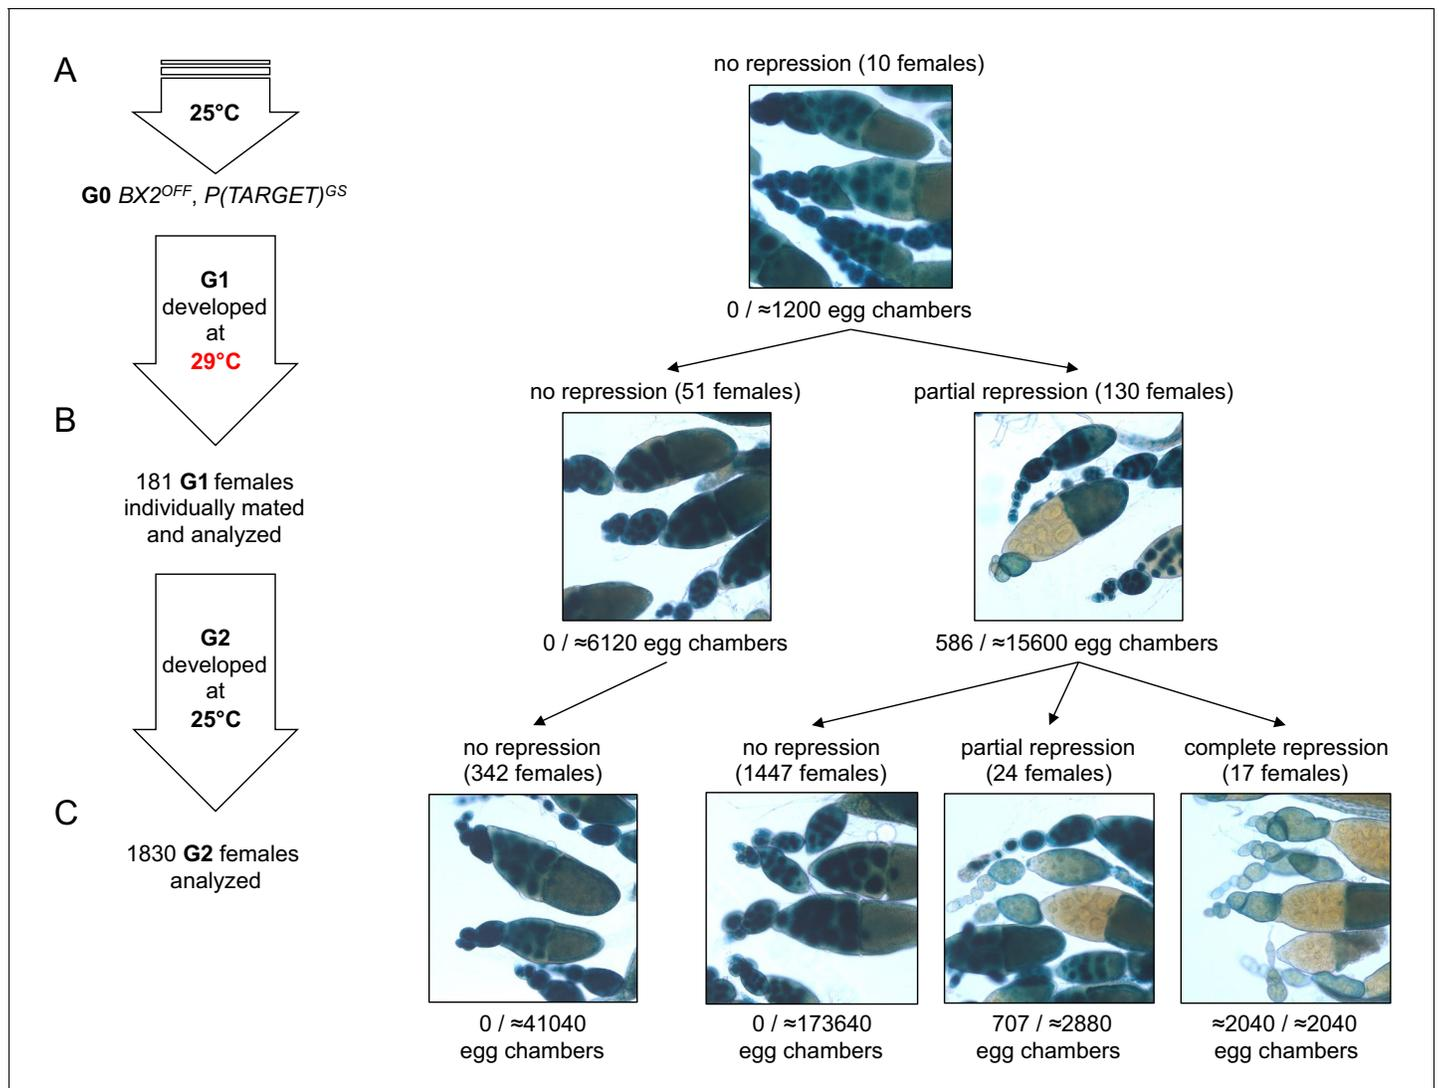 A
25°C
G0 BX2OFF, P(TARGET)GS
no repression (10 females)
0 / ≈1200 egg chambers
G1
developed
at
29°C
B
181 G1 females
individually mated
and analyzed
no repression (51 females)
0 / ≈6120 egg chambers
partial repression (130 females)
586 / ≈15600 egg chambers
G2
developed
at
25°C
C
1830 G2 females
analyzed
no repression
(342 females)
0 / ≈41040
egg chambers
no repression
(1447 females)
0 / ≈173640
egg chambers
partial repression
(24 females)
707 / ≈2880
egg chambers
complete repression
(17 females)
≈2040 / ≈2040
egg chambers